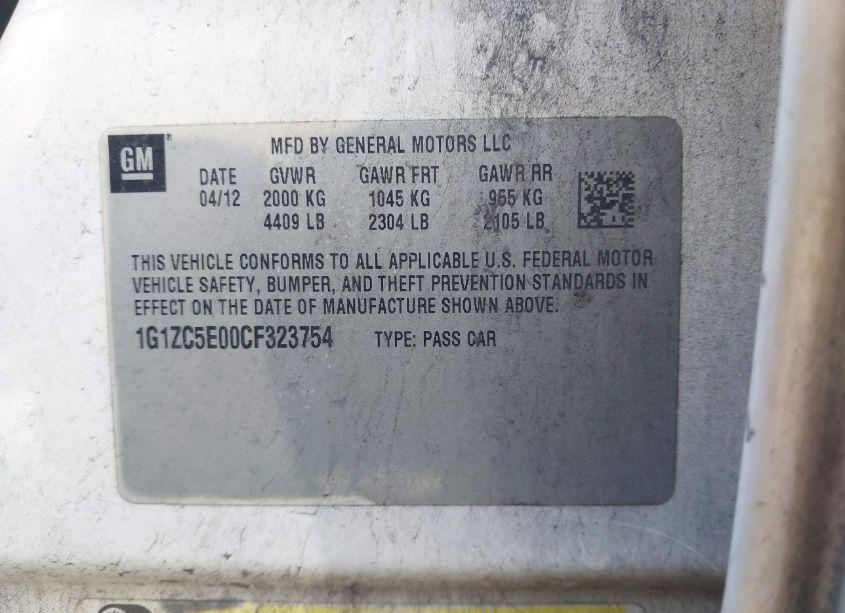 GM
MFD BY GENERAL MOTORS LLC
DATE GVWR GAWR FRT GAWR RR
04/12 2000 KG 1045 KG 955 KG
4409 LB 2304 LB 2105 LB
THIS VEHICLE CONFORMS TO ALL APPLICABLE U.S. FEDERAL MOTOR
VEHICLE SAFETY, BUMPER, AND THEFT PREVENTION STANDARDS IN
EFFECT ON THE DATE OF MANUFACTURE SHOWN ABOVE.
1G1ZC5E00CF323754 TYPE: PASS CAR